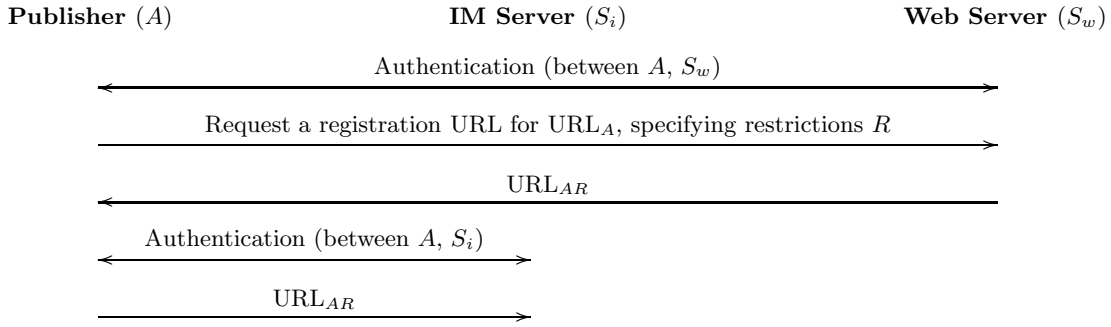 Publisher (A) IM Server (S_i) Web Server (S_w)
Authentication (between A, S_w)
Request a registration URL for URL_A, specifying restrictions R
URL_AR
Authentication (between A, S_i)
URL_AR